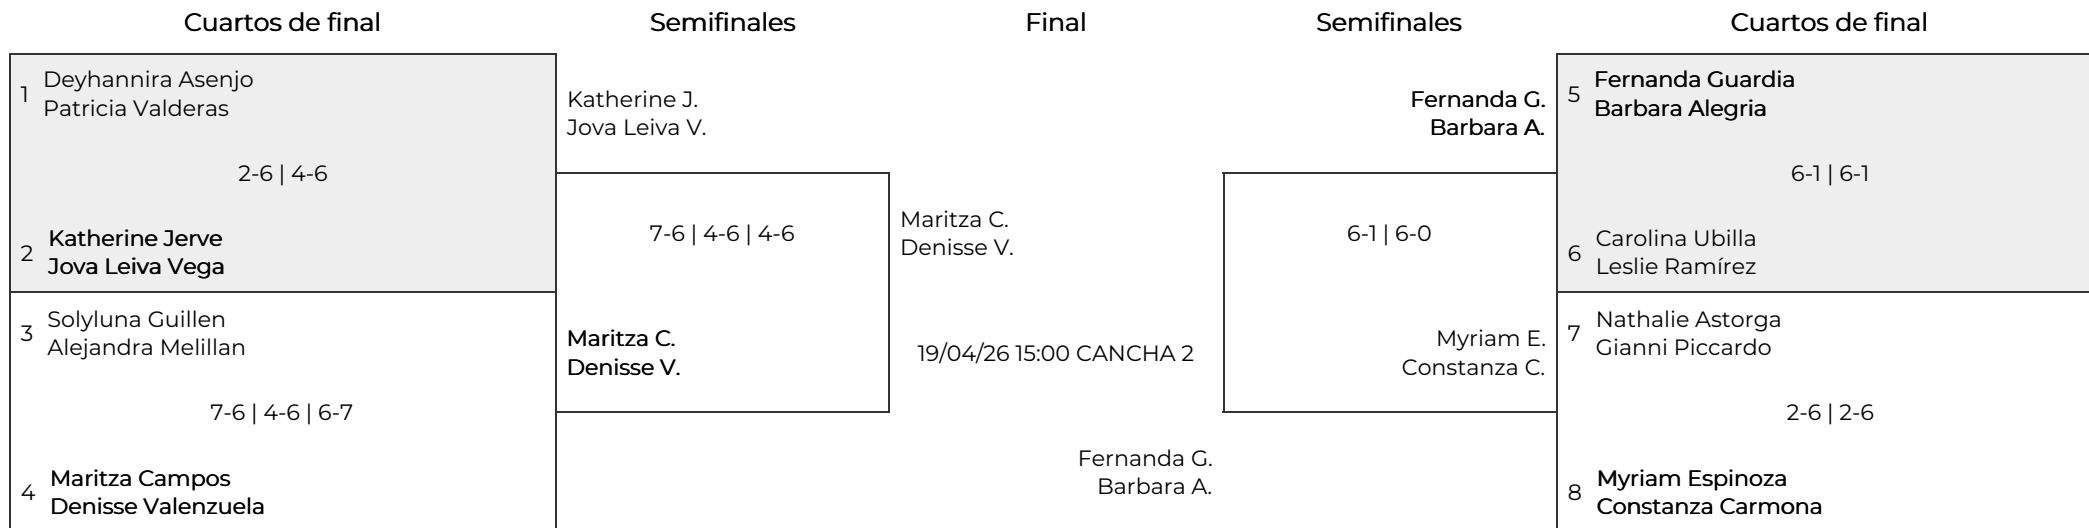 Cuartos de final
Semifinales
Final
Semifinales
Cuartos de final
1
Deyhannira Asenjo
Patricia Valderas
2-6 | 4-6
2
Katherine Jerve
Jova Leiva Vega
3
Solyluna Guillen
Alejandra Melillan
7-6 | 4-6 | 6-7
4
Maritza Campos
Denisse Valenzuela
Katherine J.
Jova Leiva V.
7-6 | 4-6 | 4-6
Maritza C.
Denisse V.
Maritza C.
Denisse V.
19/04/26 15:00 CANCHA 2
Fernanda G.
Barbara A.
Fernanda G.
Barbara A.
6-1 | 6-0
Myriam E.
Constanza C.
5
Fernanda Guardia
Barbara Alegria
6-1 | 6-1
6
Carolina Ubilla
Leslie Ramírez
7
Nathalie Astorga
Gianni Piccardo
2-6 | 2-6
8
Myriam Espinoza
Constanza Carmona